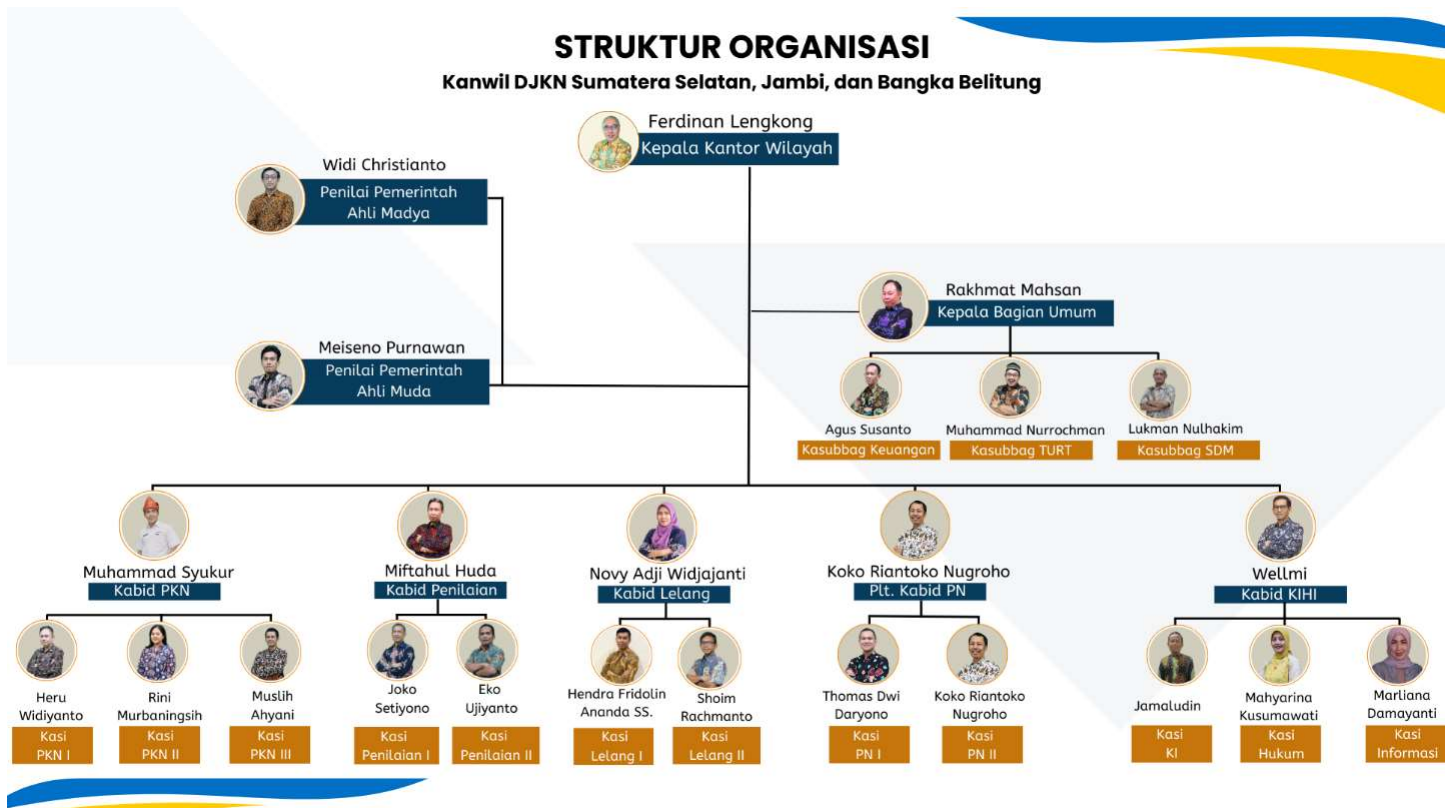 STRUKTUR ORGANISASI
Kanwil DJKN Sumatera Selatan, Jambi, dan Bangka Belitung
Ferdinan Lengkong
Kepala Kantor Wilayah
Widi Christianto
Penilai Pemerintah
Ahli Madya
Rakhmat Mahsan
Kepala Bagian Umum
Meiseno Purnawan
Penilai Pemerintah
Ahli Muda
Agus Susanto
Kasubbag Keuangan
Muhammad Nurrochman
Kasubbag TURT
Lukman Nulhakim
Kasubbag SDM
Muhammad Syukur
Kabid PKN
Miftahul Huda
Kabid Penilaian
Novy Adji Widjajanti
Kabid Lelang
Koko Riantoko Nugroho
Plt. Kabid PN
Wellmi
Kabid KIHI
Heru
Widiyanto
Kasi
PKN I
Rini
Murbaningsih
Kasi
PKN II
Muslih
Ahyani
Kasi
PKN III
Joko
Setiyono
Kasi
Penilaian I
Eko
Ujiyanto
Kasi
Penilaian II
Hendra Fridolin
Ananda SS.
Kasi
Lelang I
Shoim
Rachmanto
Kasi
Lelang II
Thomas Dwi
Daryono
Kasi
PN I
Koko Riantoko
Nugroho
Kasi
PN II
Jamaludin
Kasi
KI
Mahyarina
Kusumawati
Kasi
Hukum
Marliana
Damayanti
Kasi
Informasi